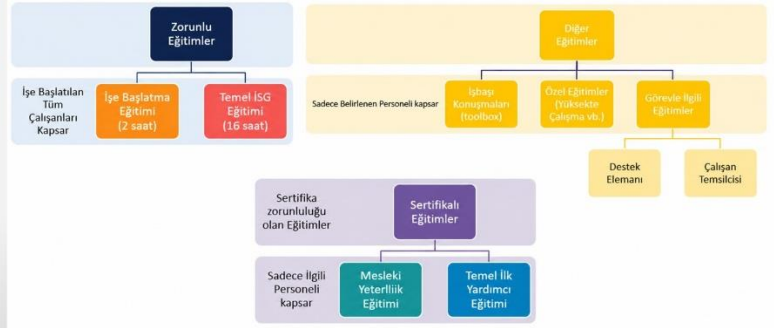 Zorunlu
Eğitimler
İşe Başlatılan
Tüm
Çalışanları
Kapsar
İşe Başlatma
Eğitimi
(2 saat)
Temel İSG
Eğitimi
(16 saat)
Diğer
Eğitimler
Sadece Belirlenen Personeli kapsar
İşbaşı
Konuşmaları
(toolbox)
Özel Eğitimler
(Yüksekte
Çalışma vb.)
Görevle İlgili
Eğitimler
Destek
Elemanı
Çalışan
Temsilcisi
Sertifika
zorunluluğu
olan Eğitimler
Sertifikalı
Eğitimler
Sadece İlgili
Personeli
kapsar
Mesleki
Yeterlliik
Eğitimi
Temel İlk
Yardımcı
Eğitimi